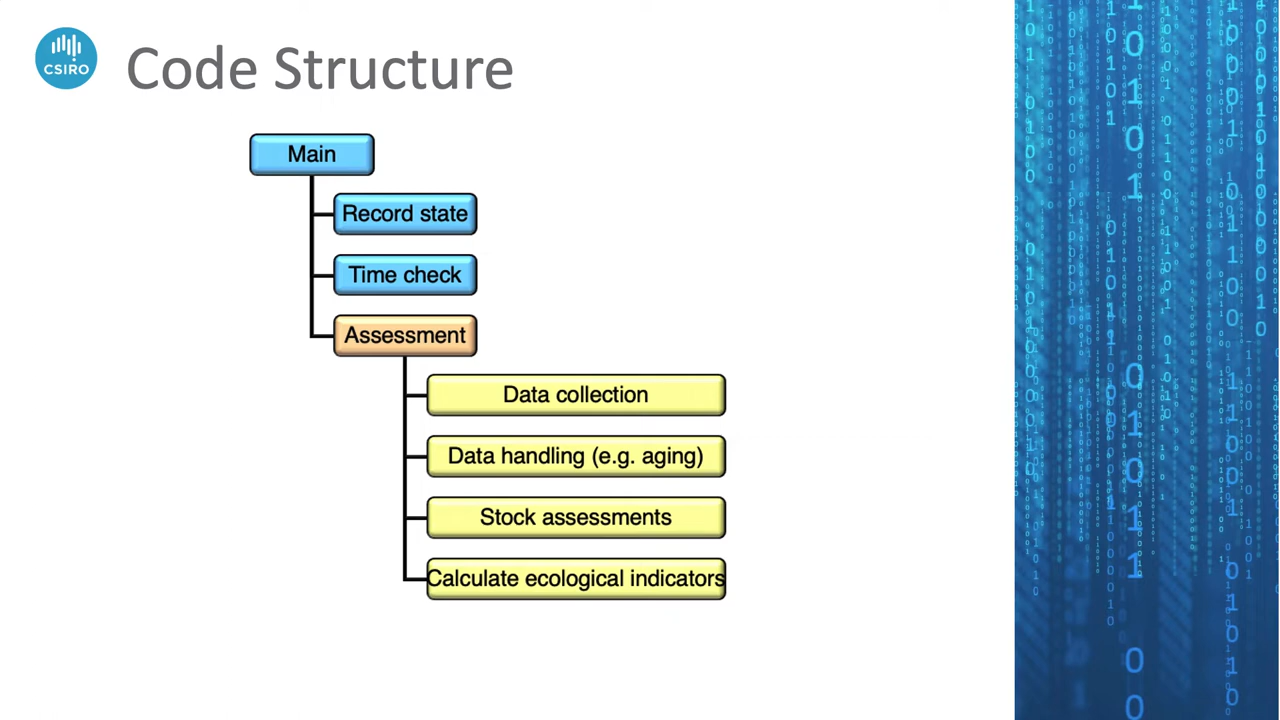 CSIRO
Code Structure
Main
Record state
Time check
Assessment
Data collection
Data handling (e.g. aging)
Stock assessments
Calculate ecological indicators